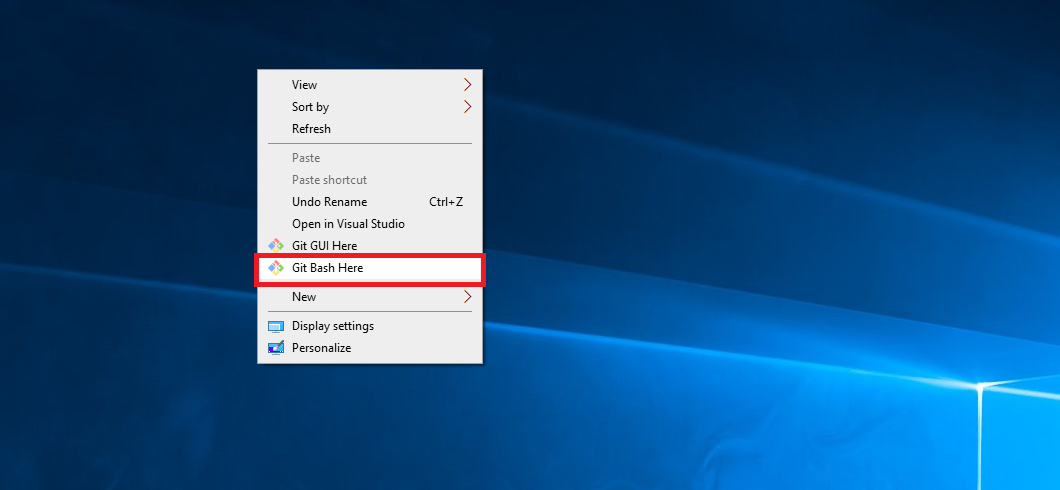 View
Sort by
Refresh
Paste
Paste shortcut
Undo Rename Ctrl+Z
Open in Visual Studio
Git GUI Here
Git Bash Here
New
Display settings
Personalize